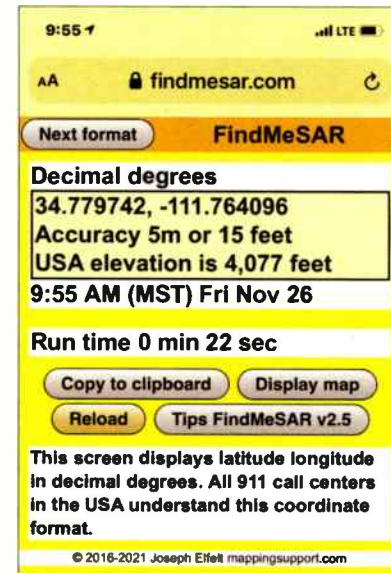 9:55 LTE
AA findmesar.com
Next format FindMeSAR
Decimal degrees
34.779742, -111.764096
Accuracy 5m or 15 feet
USA elevation is 4,077 feet
9:55 AM (MST) Fri Nov 26
Run time 0 min 22 sec
Copy to clipboard Display map
Reload Tips FindMeSAR v2.5
This screen displays latitude longitude
in decimal degrees. All 911 call centers
in the USA understand this coordinate
format.
© 2016-2021 Joseph Elfelt mappingsupport.com